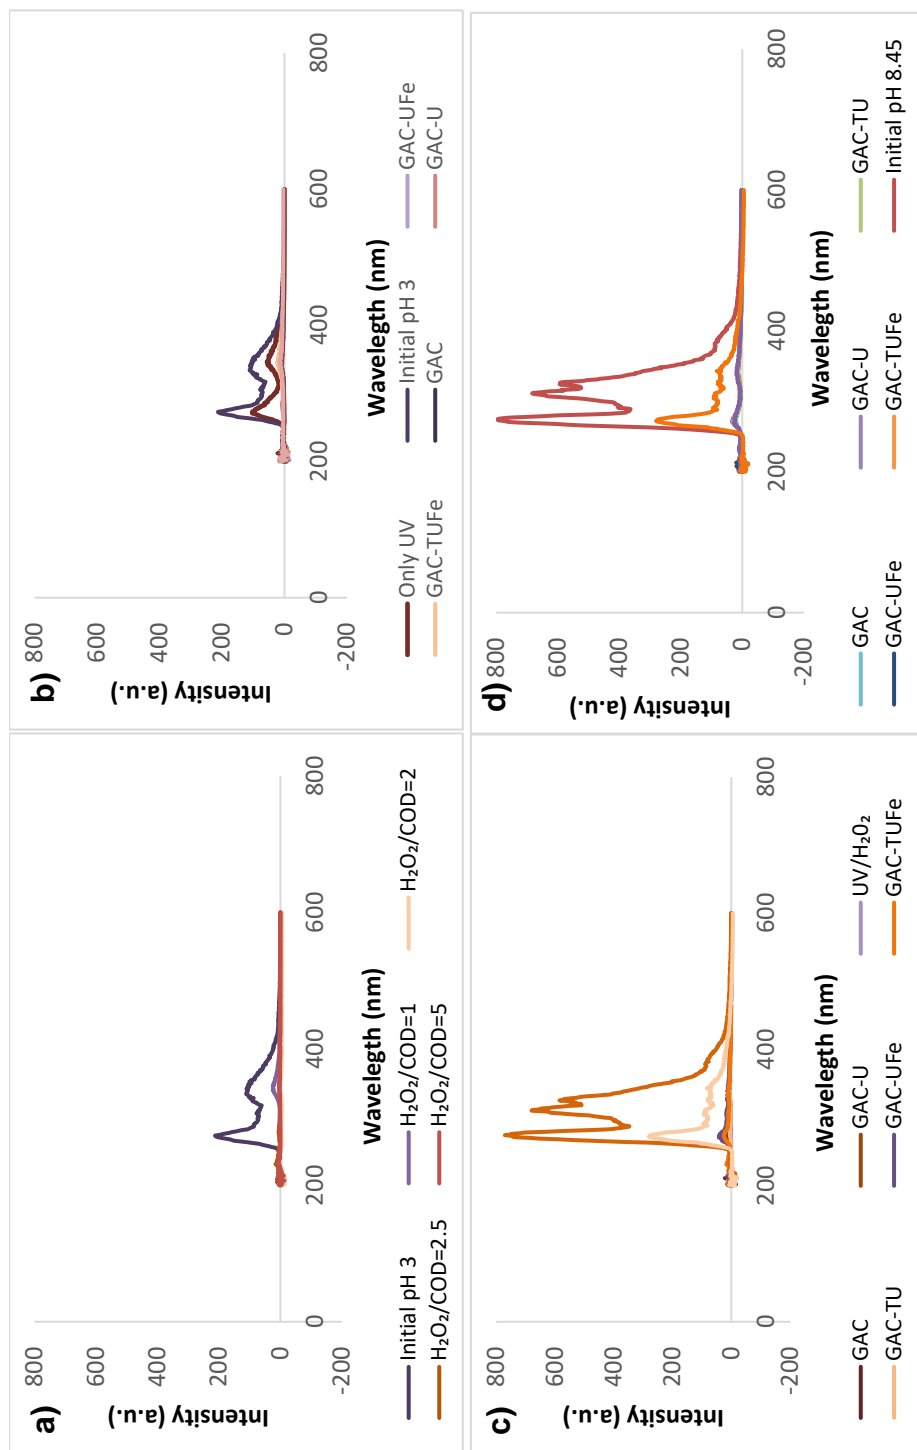 a)
800
600
400
200
0
-200
Intensity (a.u.)
0
200
400
600
800
Wavelegth (nm)
Initial pH 3
H₂O₂/COD=1
H₂O₂/COD=2
H₂O₂/COD=2.5
H₂O₂/COD=5
b)
800
600
400
200
0
-200
Intensity (a.u.)
0
200
400
600
800
Wavelegth (nm)
Only UV
Initial pH 3
GAC-UFe
GAC-TUFe
GAC
GAC-U
c)
800
600
400
200
0
-200
Intensity (a.u.)
0
200
400
600
800
Wavelegth (nm)
GAC
GAC-U
UV/H₂0₂
GAC-TU
GAC-UFe
GAC-TUFe
d)
800
600
400
200
0
-200
Intensity (a.u.)
0
200
400
600
800
Wavelegth (nm)
GAC
GAC-U
GAC-TU
GAC-UFe
GAC-TUFe
Initial pH 8.45